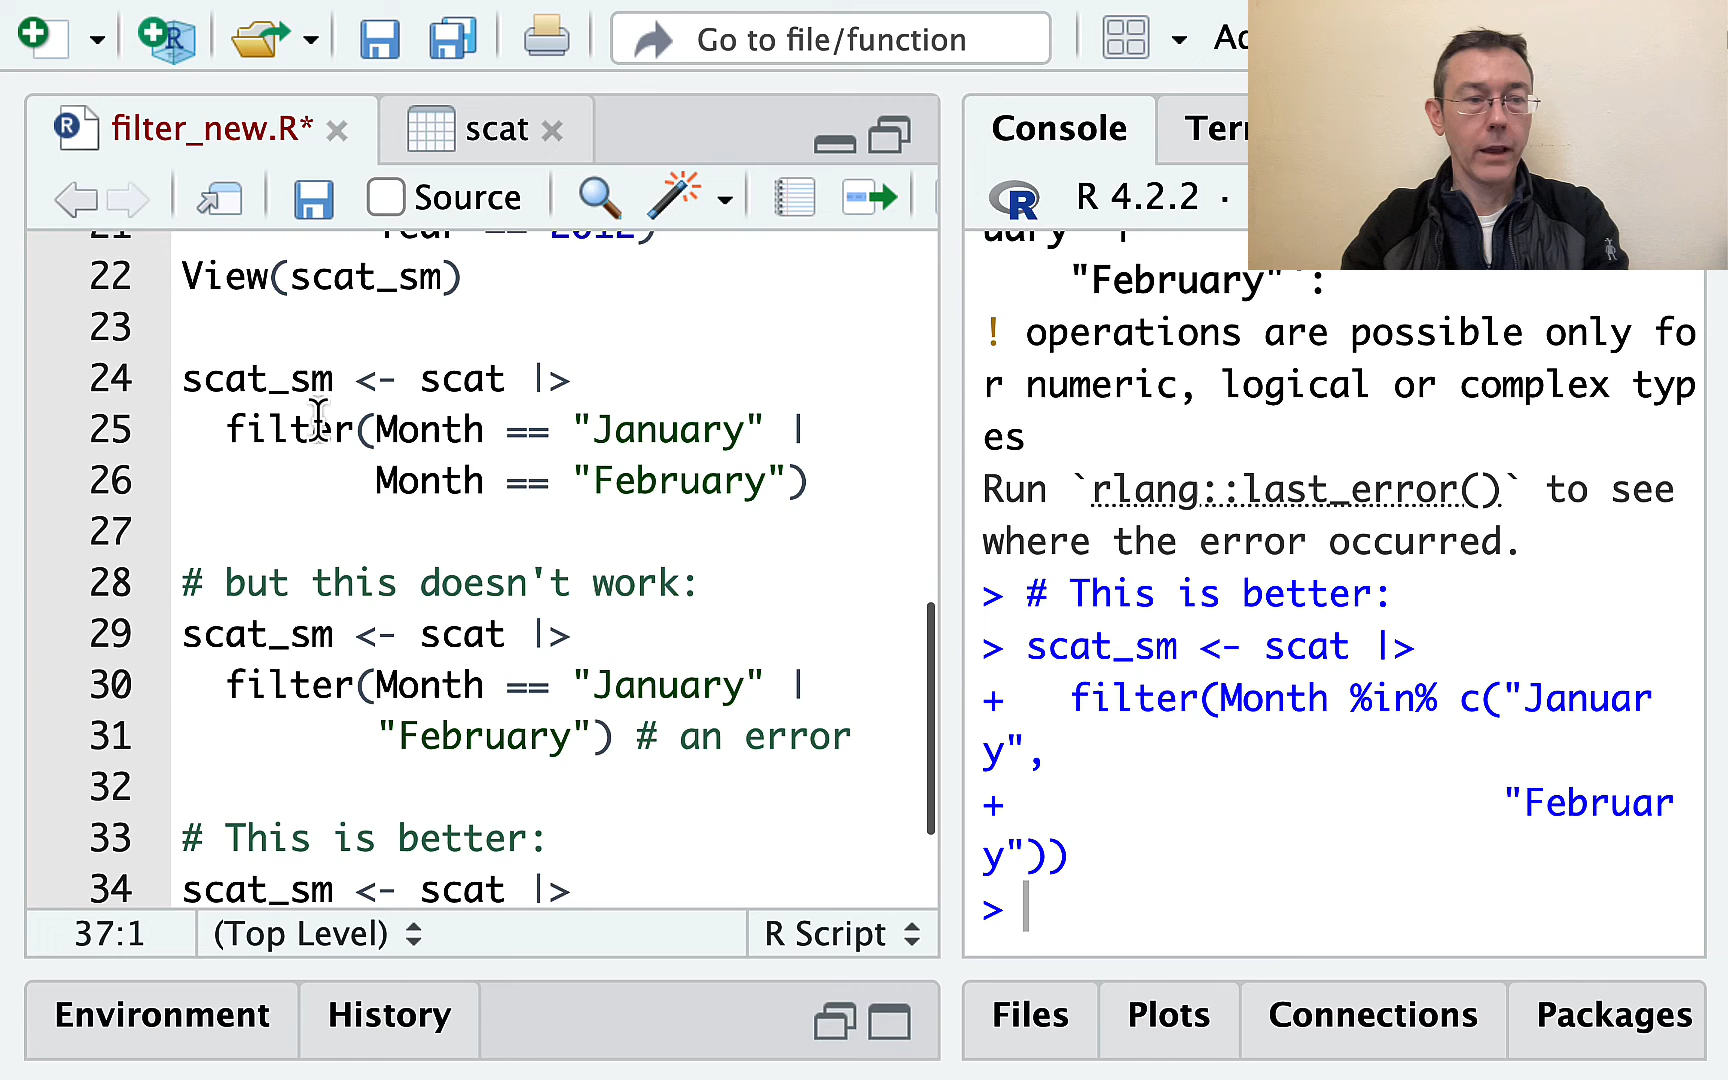 Go to file/function
filter_new.R*
scat
Console
Source
R 4.2.2 ·
21 Year == 2012)
22 View(scat_sm)
23
24 scat_sm <- scat |>
25 filter(Month == "January" |
26 Month == "February")
27
28 # but this doesn't work:
29 scat_sm <- scat |>
30 filter(Month == "January" |
31 "February") # an error
32
33 # This is better:
34 scat_sm <- scat |>
37:1 (Top Level) R Script
"February"`:
! operations are possible only fo
r numeric, logical or complex typ
es
Run `rlang::last_error()` to see
where the error occurred.
> # This is better:
> scat_sm <- scat |>
+ filter(Month %in% c("Januar
y",
+ "Februar
y"))
>
Environment
History
Files
Plots
Connections
Packages